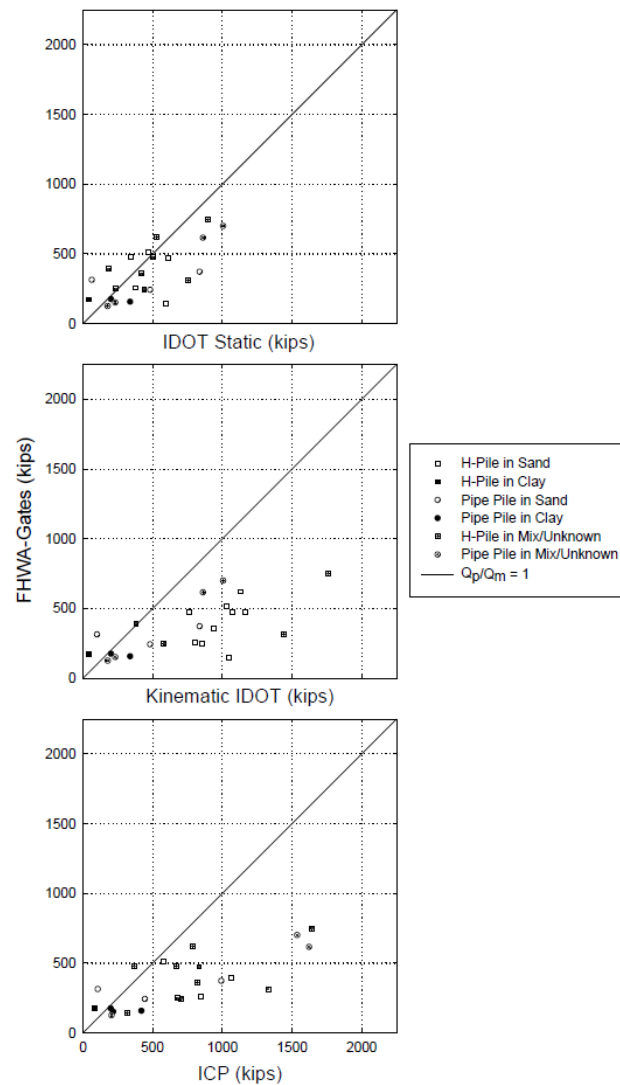 2000
1500
1000
500
0
IDOT Static (kips)
2000
1500
1000
500
0
Kinematic IDOT (kips)
FHWA-Gates (kips)
H-Pile in Sand
H-Pile in Clay
Pipe Pile in Sand
Pipe Pile in Clay
H-Pile in Mix/Unknown
Pipe Pile in Mix/Unknown
Qp/Qm = 1
2000
1500
1000
500
0
0 500 1000 1500 2000
ICP (kips)